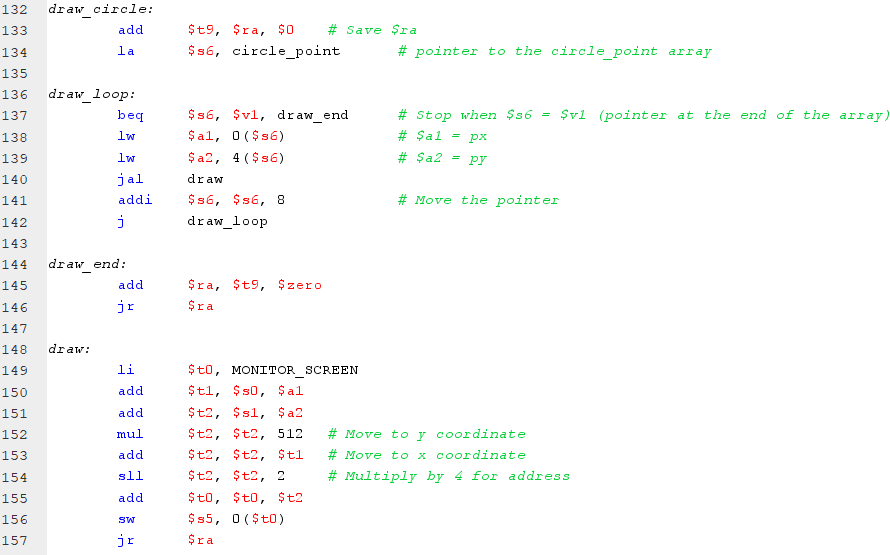 132 draw_circle:
133 add $t9, $ra, $0 # Save $ra
134 la $s6, circle_point # pointer to the circle_point array
135
136 draw_loop:
137 beq $s6, $v1, draw_end # Stop when $s6 = $v1 (pointer at the end of the array)
138 lw $a1, 0($s6) # $a1 = px
139 lw $a2, 4($s6) # $a2 = py
140 jal draw
141 addi $s6, $s6, 8 # Move the pointer
142 j draw_loop
143
144 draw_end:
145 add $ra, $t9, $zero
146 jr $ra
147
148 draw:
149 li $t0, MONITOR_SCREEN
150 add $t1, $s0, $a1
151 add $t2, $s1, $a2
152 mul $t2, $t2, 512 # Move to y coordinate
153 add $t2, $t2, $t1 # Move to x coordinate
154 sll $t2, $t2, 2 # Multiply by 4 for address
155 add $t0, $t0, $t2
156 sw $s5, 0($t0)
157 jr $ra